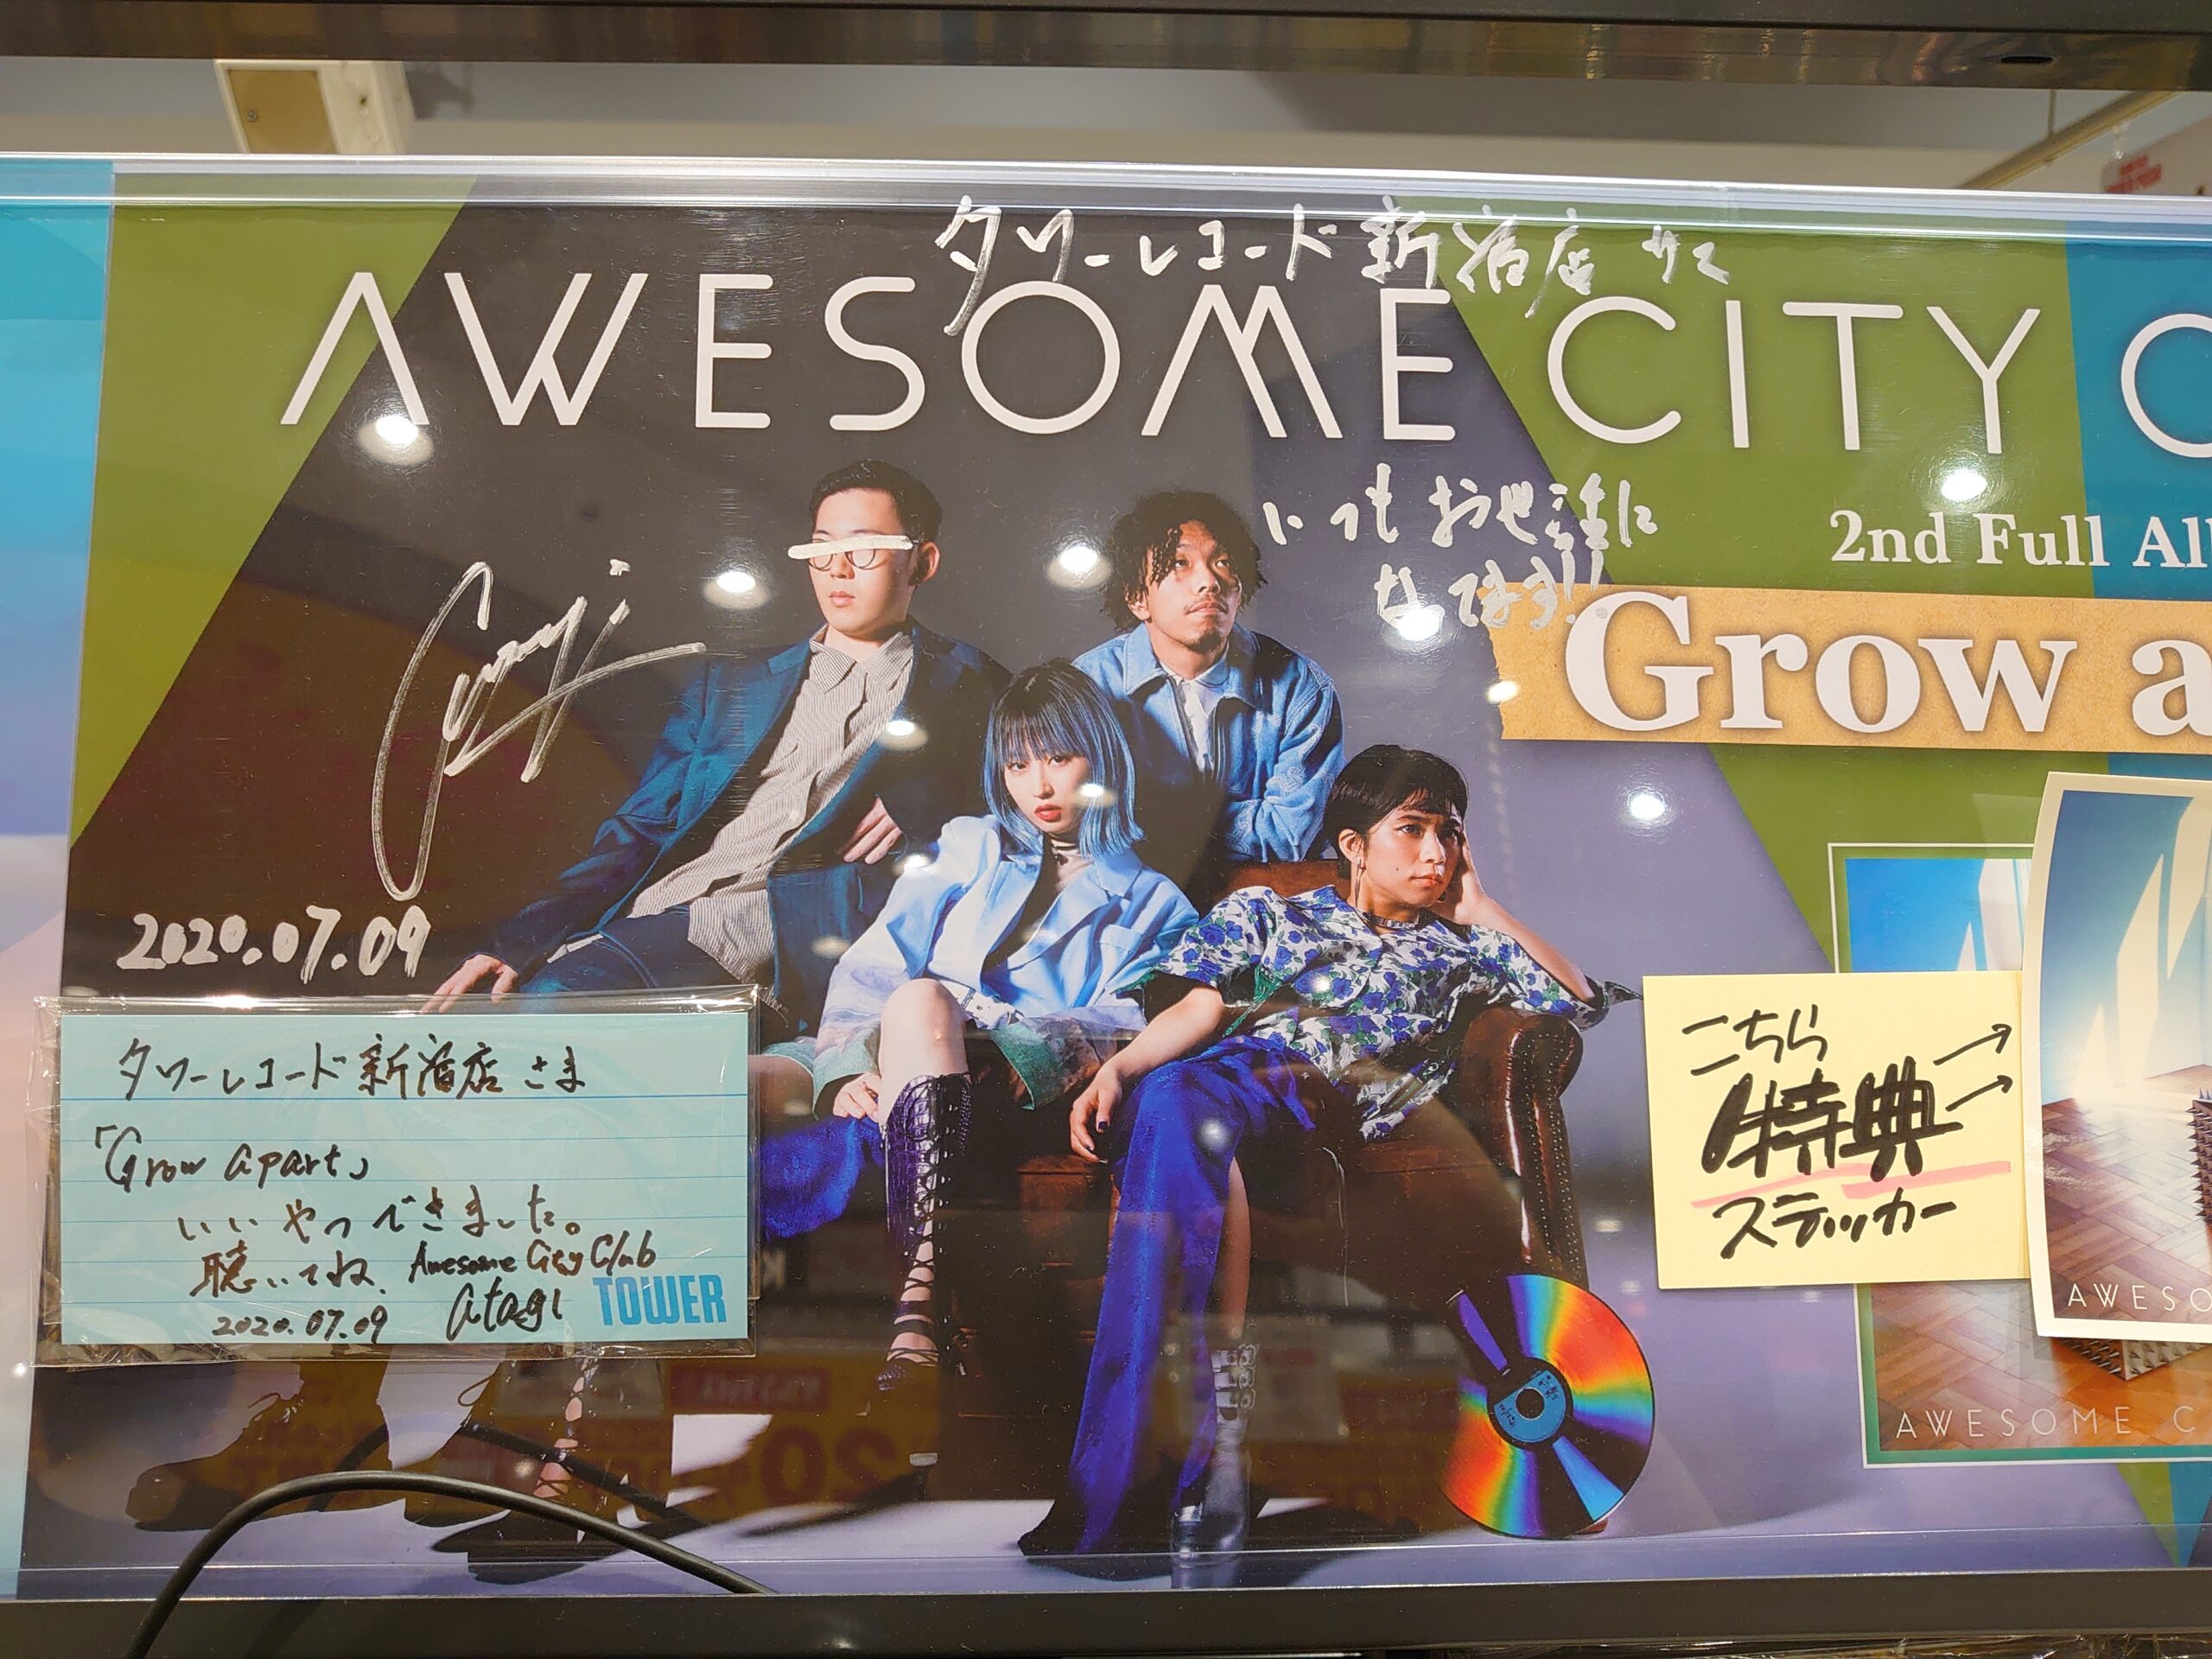 タワーレコード新宿店サマ
AWESOME CITY C
いつもお世話に
なってます!!
2nd Full Al
Grow a
2020.07.09
タワーレコード新宿店さま
「Grow apart」
いいやつできました。
聴いてね.
Awesome City Club
2020.07.09
atagi
TOWER
こちら→
特典→
ステッカー
AWESO
AWESOME C